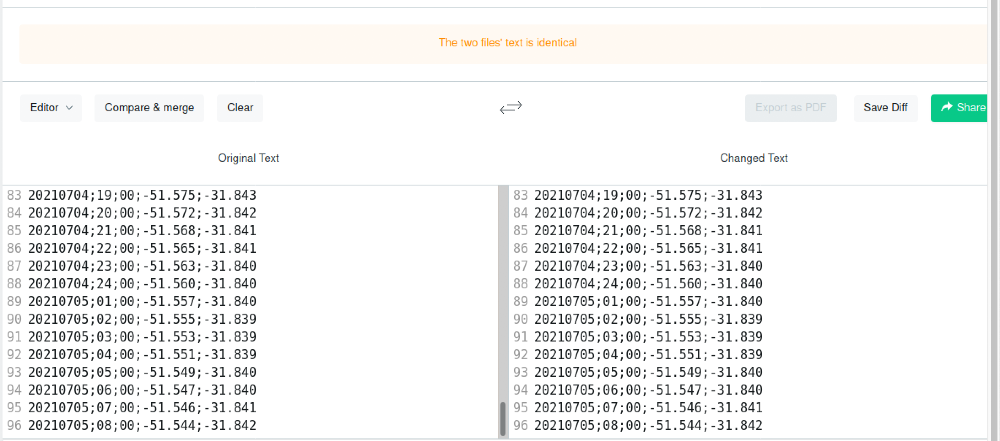 The two files' text is identical
Editor Compare & merge Clear Export as PDF Save Diff Share
Original Text Changed Text
83 20210704;19;00;-51.575;-31.843 83 20210704;19;00;-51.575;-31.843
84 20210704;20;00;-51.572;-31.842 84 20210704;20;00;-51.572;-31.842
85 20210704;21;00;-51.568;-31.841 85 20210704;21;00;-51.568;-31.841
86 20210704;22;00;-51.565;-31.841 86 20210704;22;00;-51.565;-31.841
87 20210704;23;00;-51.563;-31.840 87 20210704;23;00;-51.563;-31.840
88 20210704;24;00;-51.560;-31.840 88 20210704;24;00;-51.560;-31.840
89 20210705;01;00;-51.557;-31.840 89 20210705;01;00;-51.557;-31.840
90 20210705;02;00;-51.555;-31.839 90 20210705;02;00;-51.555;-31.839
91 20210705;03;00;-51.553;-31.839 91 20210705;03;00;-51.553;-31.839
92 20210705;04;00;-51.551;-31.839 92 20210705;04;00;-51.551;-31.839
93 20210705;05;00;-51.549;-31.840 93 20210705;05;00;-51.549;-31.840
94 20210705;06;00;-51.547;-31.840 94 20210705;06;00;-51.547;-31.840
95 20210705;07;00;-51.546;-31.841 95 20210705;07;00;-51.546;-31.841
96 20210705;08;00;-51.544;-31.842 96 20210705;08;00;-51.544;-31.842